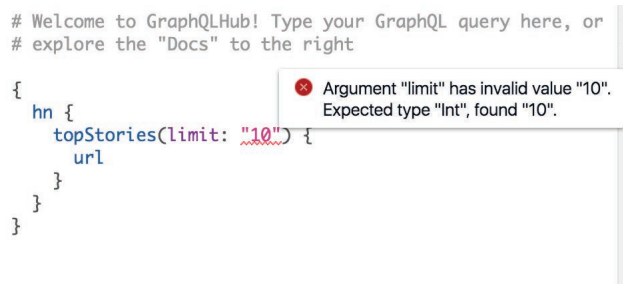 # Welcome to GraphQLHub! Type your GraphQL query here, or
# explore the "Docs" to the right
{
hn {
Argument "limit" has invalid value "10".
Expected type "Int", found "10".
topStories(limit: "10") {
url
}
}
}